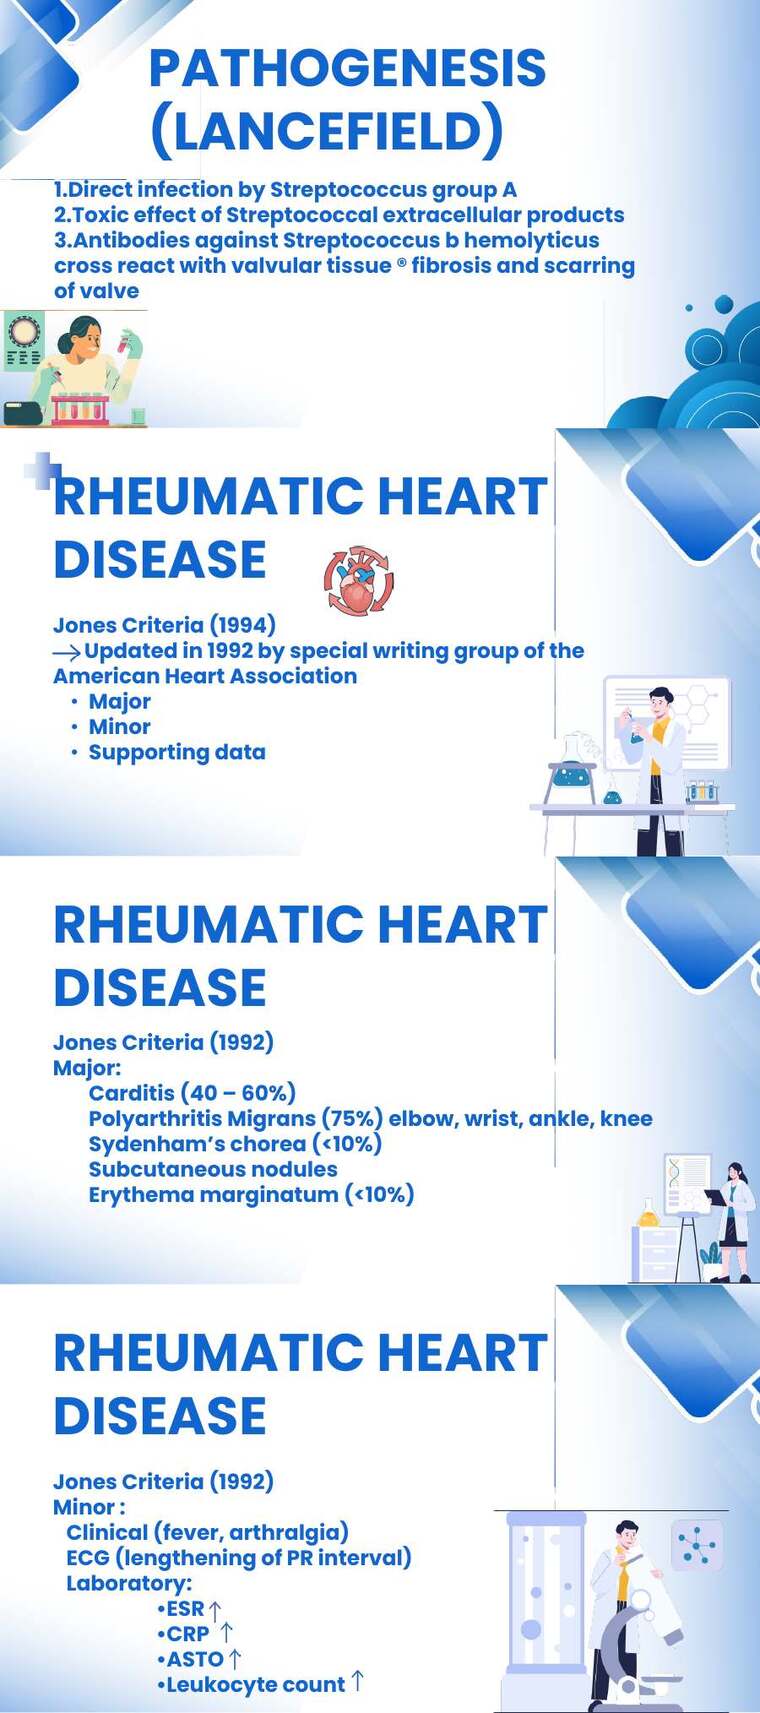 PATHOGENESIS
(LANCEFIELD)
1.Direct infection by Streptococcus group A
2.Toxic effect of Streptococcal extracellular products
3.Antibodies against Streptococcus b hemolyticus
cross react with valvular tissue ® fibrosis and scarring
of valve
RHEUMATIC HEART
DISEASE
Jones Criteria (1994)
→Updated in 1992 by special writing group of the
American Heart Association
• Major
• Minor
• Supporting data
RHEUMATIC HEART
DISEASE
Jones Criteria (1992)
Major:
Carditis (40 – 60%)
Polyarthritis Migrans (75%) elbow, wrist, ankle, knee
Sydenham’s chorea (<10%)
Subcutaneous nodules
Erythema marginatum (<10%)
RHEUMATIC HEART
DISEASE
Jones Criteria (1992)
Minor :
Clinical (fever, arthralgia)
ECG (lengthening of PR interval)
Laboratory:
•ESR ↑
•CRP ↑
•ASTO ↑
•Leukocyte count ↑